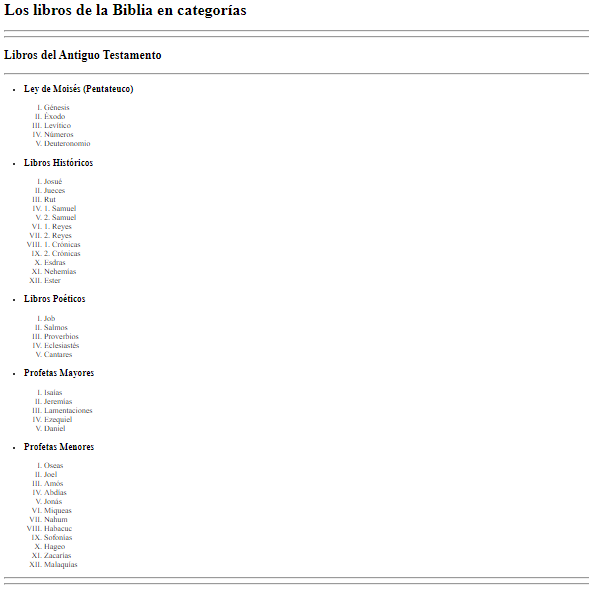 Los libros de la Biblia en categorías
Libros del Antiguo Testamento
• Ley de Moisés (Pentateuco)
I. Génesis
II. Éxodo
III. Levítico
IV. Números
V. Deuteronomio
• Libros Históricos
I. Josué
II. Jueces
III. Rut
IV. 1. Samuel
V. 2. Samuel
VI. 1. Reyes
VII. 2. Reyes
VIII. 1. Crónicas
IX. 2. Crónicas
X. Esdras
XI. Nehemías
XII. Ester
• Libros Poéticos
I. Job
II. Salmos
III. Proverbios
IV. Eclesiastés
V. Cantares
• Profetas Mayores
I. Isaías
II. Jeremías
III. Lamentaciones
IV. Ezequiel
V. Daniel
• Profetas Menores
I. Oseas
II. Joel
III. Amós
IV. Abdías
V. Jonás
VI. Miqueas
VII. Nahum
VIII. Habacuc
IX. Sofonías
X. Hageo
XI. Zacarías
XII. Malaquías